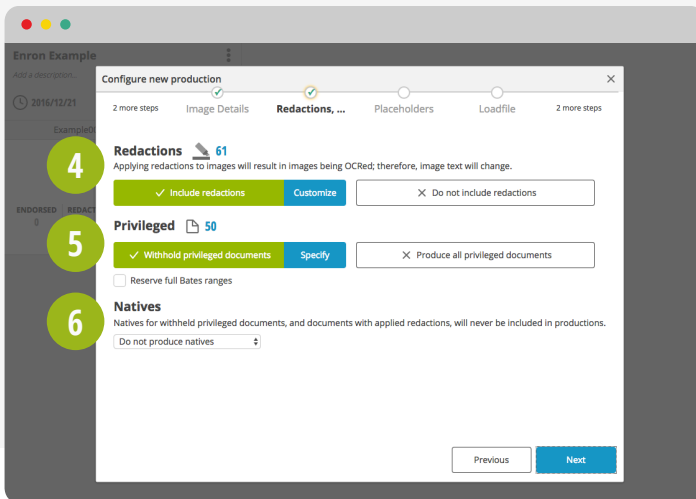 Enron Example
Add a description...
2016/12/21
Example00
ENDORSED REDACT
0
Configure new production
2 more steps Image Details Redactions, ... Placeholders Loadfile 2 more steps
4
Redactions 61
Applying redactions to images will result in images being OCRed; therefore, image text will change.
Include redactions Customize Do not include redactions
5
Privileged 50
Withhold privileged documents Specify Produce all privileged documents
Reserve full Bates ranges
6
Natives
Natives for withheld privileged documents, and documents with applied redactions, will never be included in productions.
Do not produce natives
Previous Next